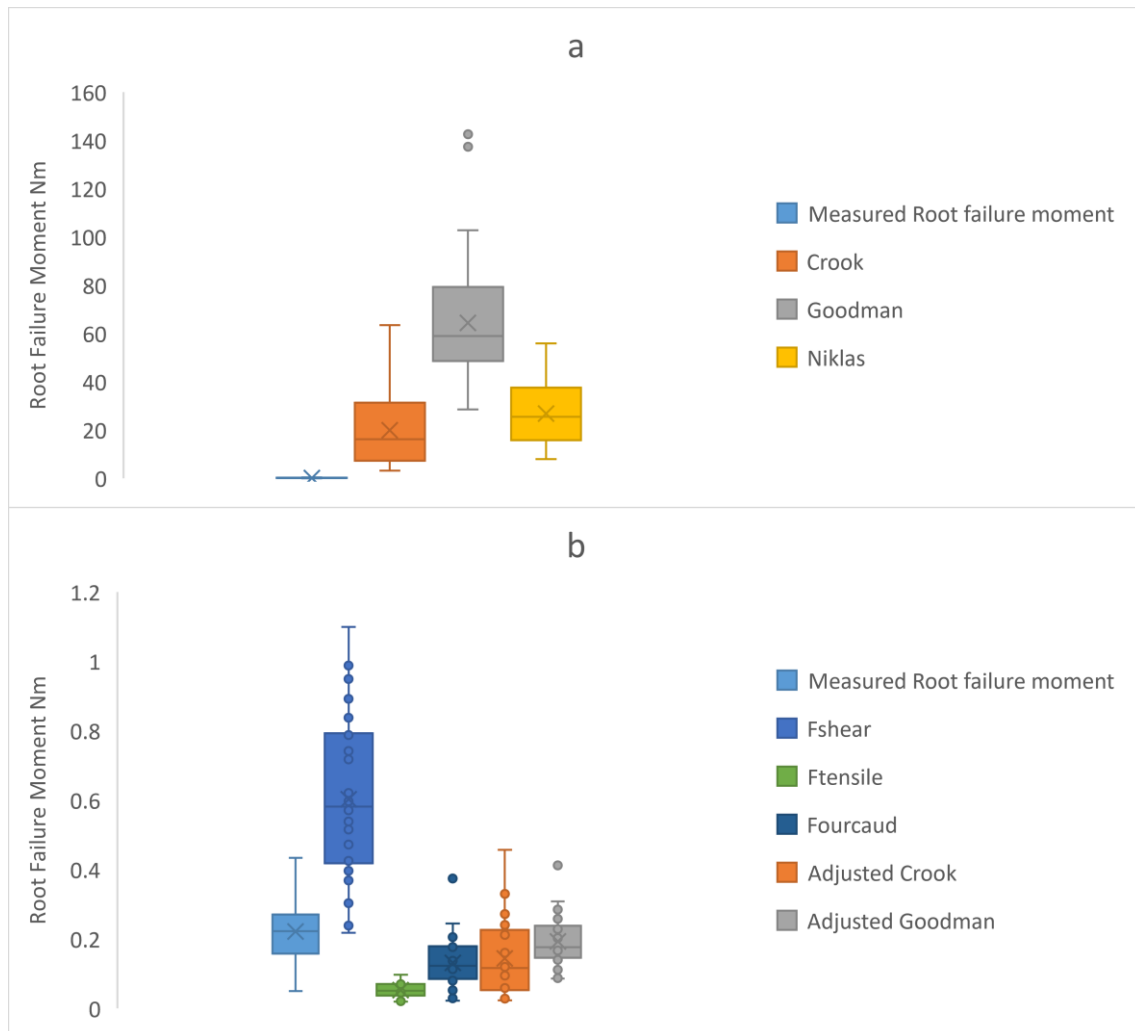 a
160
140
120
100
80
60
40
20
0
Root Failure Moment Nm
Measured Root failure moment
Crook
Goodman
Niklas
b
1.2
1
0.8
0.6
0.4
0.2
0
Root Failure Moment Nm
Measured Root failure moment
Fshear
Ftensile
Fourcaud
Adjusted Crook
Adjusted Goodman